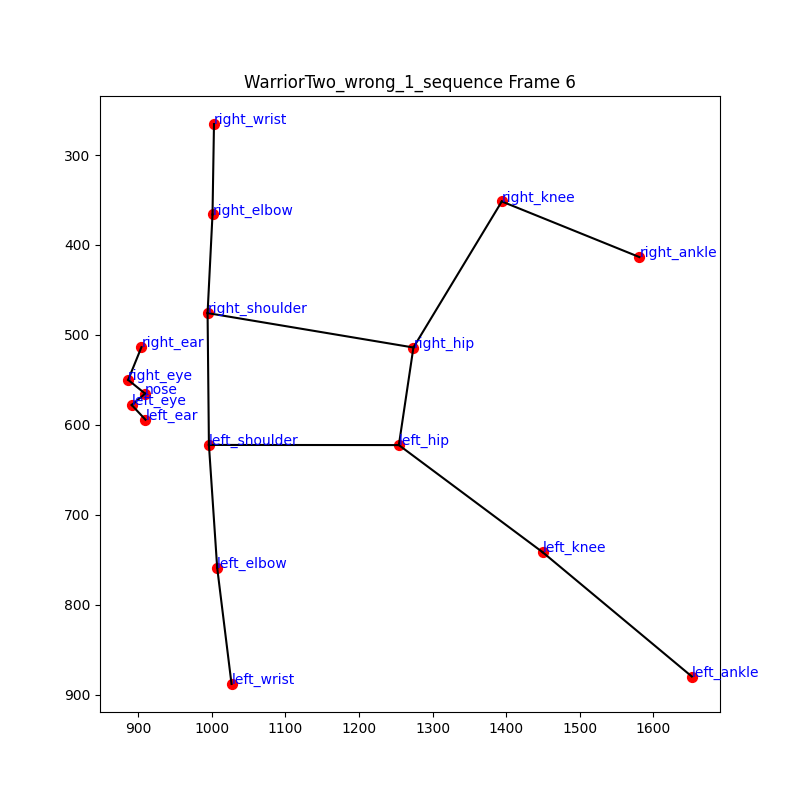 WarriorTwo_wrong_1_sequence Frame 6
right_wrist
right_knee
right_elbow
right_ankle
right_shoulder
right_ear
right_hip
right_eye
nose
left_eye
left_ear
left_shoulder
left_hip
left_knee
left_elbow
left_ankle
left_wrist
300
400
500
600
700
800
900
900 1000 1100 1200 1300 1400 1500 1600